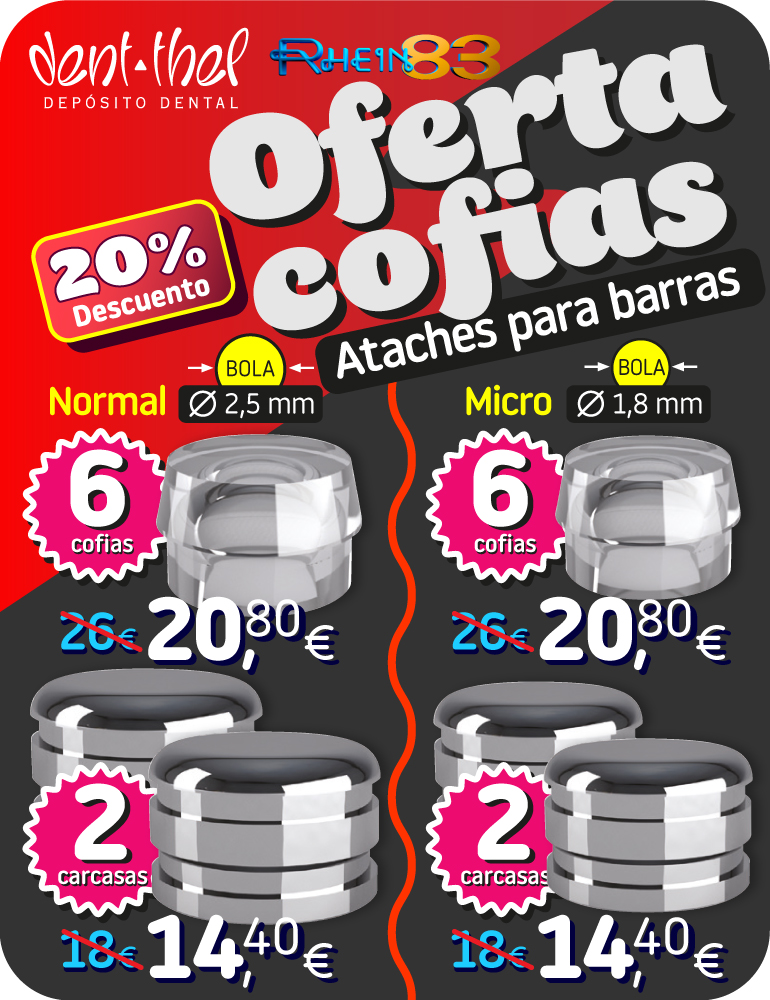 dent·thel
DEPÓSITO DENTAL
RHEIN83
Oferta
cofias
20%
Descuento
Ataches para barras
BOLA
Normal Ø 2,5 mm
6
cofias
26€ 20,80€
2
carcasas
18€ 14,40€
BOLA
Micro Ø 1,8 mm
6
cofias
26€ 20,80€
2
carcasas
18€ 14,40€